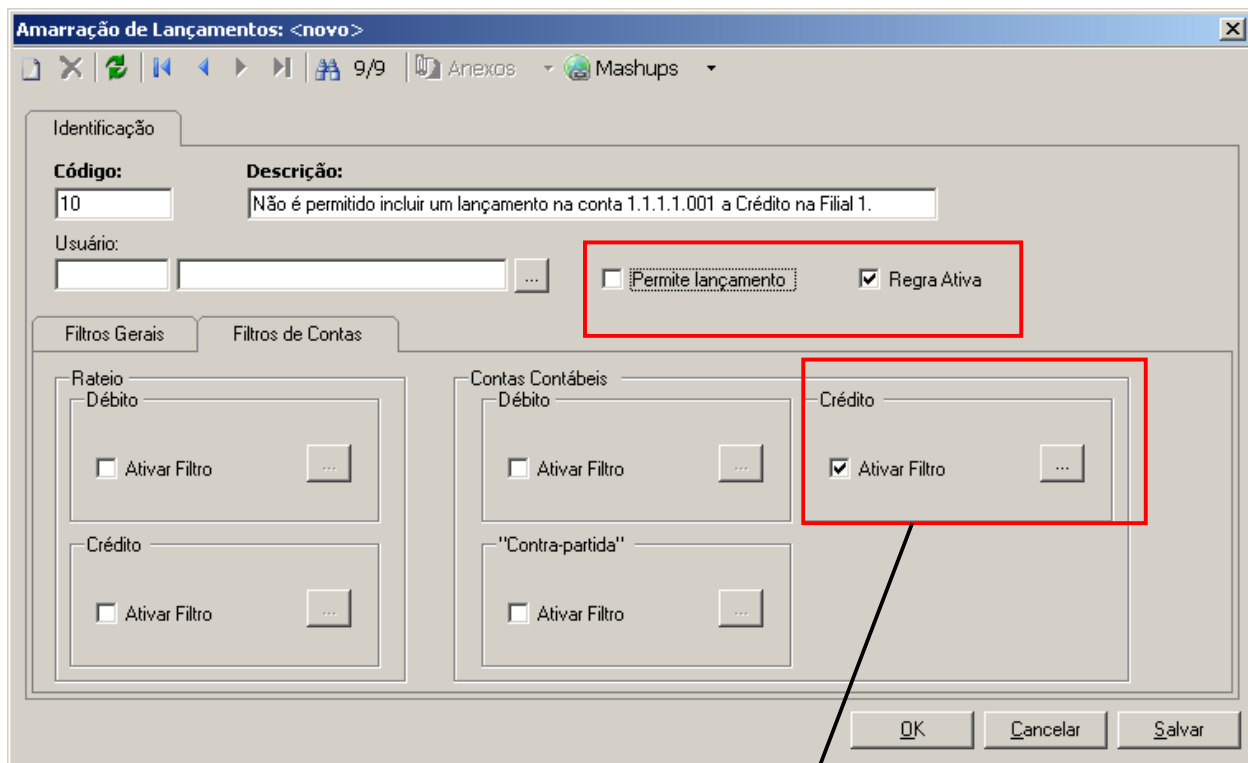 Amarração de Lançamentos: <novo>
9/9 Anexos Mashups
Identificação
Código: Descrição:
10 Não é permitido incluir um lançamento na conta 1.1.1.1.001 a Crédito na Filial 1.
Usuário:
... Permite lançamento Regra Ativa
Filtros Gerais Filtros de Contas
Rateio Contas Contábeis
Débito Débito Crédito
Ativar Filtro ... Ativar Filtro ... Ativar Filtro ...
Crédito "Contra-partida"
Ativar Filtro ... Ativar Filtro ...
OK Cancelar Salvar